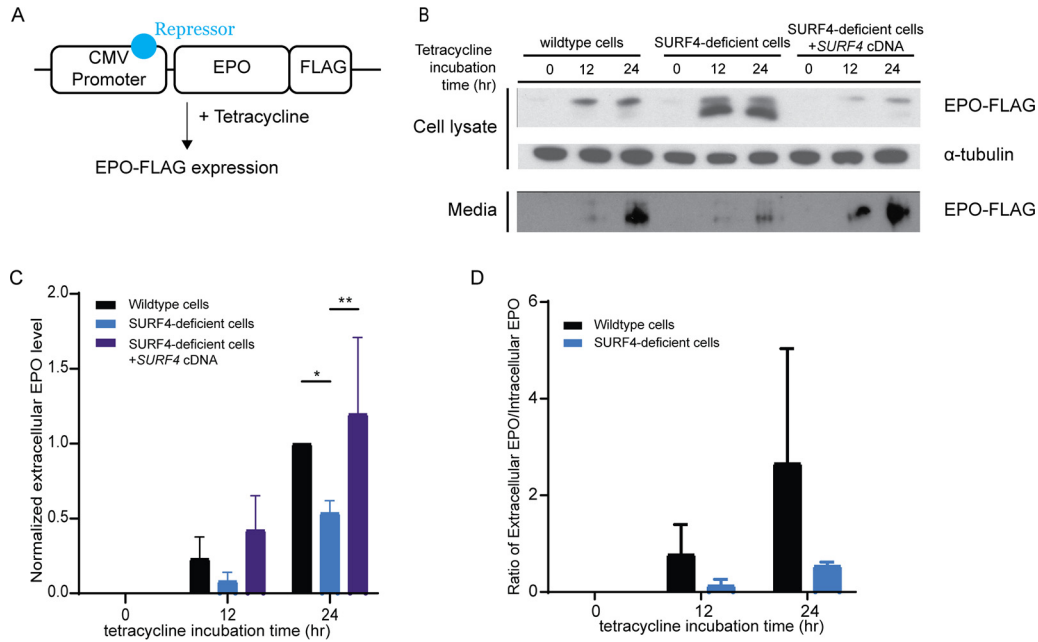 A
Repressor
CMV
Promoter
EPO
FLAG
+ Tetracycline
EPO-FLAG expression
B
Tetracycline
incubation
time (hr)
wildtype cells
SURF4-deficient cells
SURF4-deficient cells
+SURF4 cDNA
0 12 24 0 12 24 0 12 24
Cell lysate
EPO-FLAG
α-tubulin
Media
EPO-FLAG
C
Normalized extracellular EPO level
2.0
1.5
1.0
0.5
0.0
Wildtype cells
SURF4-deficient cells
SURF4-deficient cells
+SURF4 cDNA
*
**
0 12 24
tetracycline incubation time (hr)
D
Ratio of Extracellular EPO/Intracellular EPO
6
4
2
0
Wildtype cells
SURF4-deficient cells
0 12 24
tetracycline incubation time (hr)